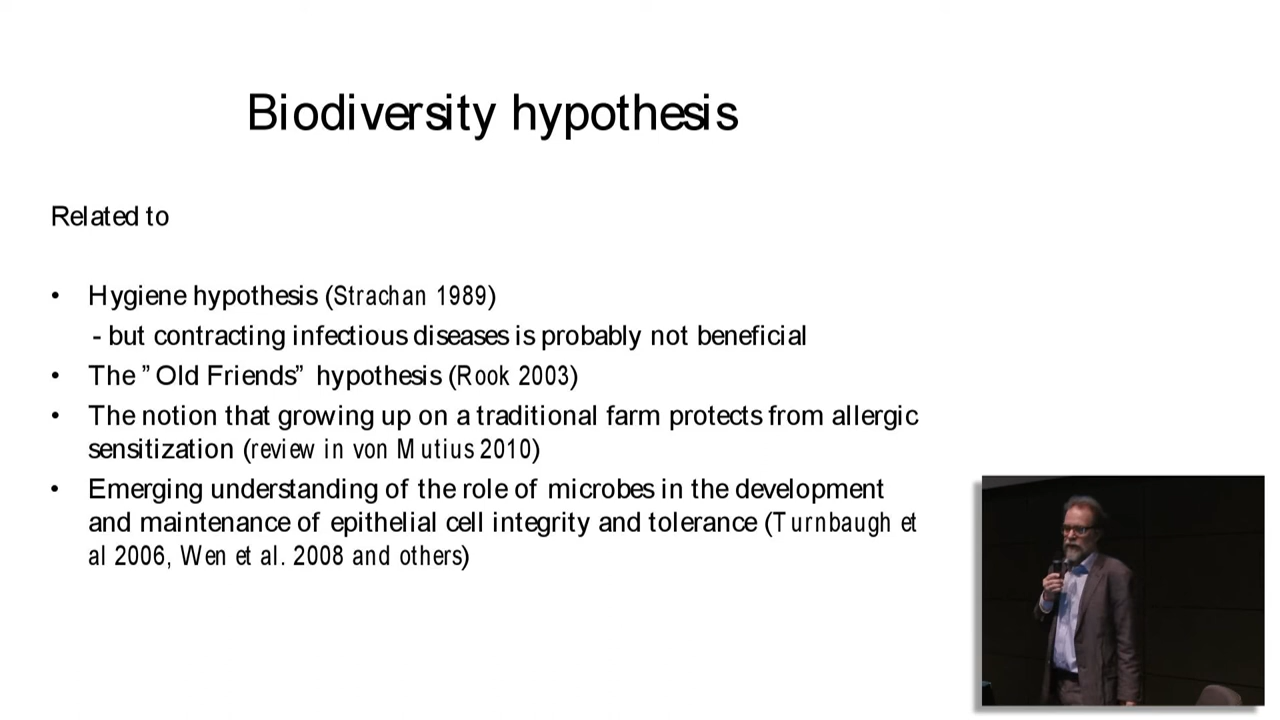 Biodiversity hypothesis
Related to
• Hygiene hypothesis (Strachan 1989)
- but contracting infectious diseases is probably not beneficial
• The ”Old Friends” hypothesis (Rook 2003)
• The notion that growing up on a traditional farm protects from allergic
sensitization (review in von Mutius 2010)
• Emerging understanding of the role of microbes in the development
and maintenance of epithelial cell integrity and tolerance (Turnbaugh et
al 2006, Wen et al. 2008 and others)